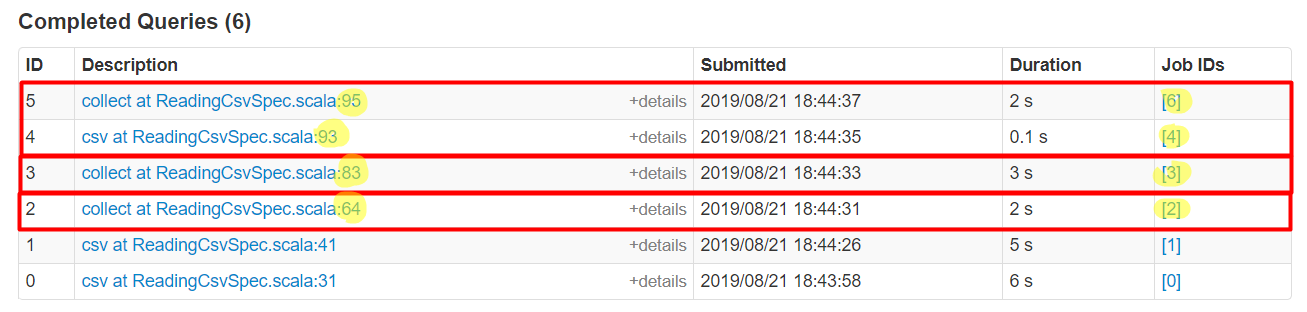 Completed Queries (6)
ID Description Submitted Duration Job IDs
5 collect at ReadingCsvSpec.scala:95 +details 2019/08/21 18:44:37 2 s [6]
4 csv at ReadingCsvSpec.scala:93 +details 2019/08/21 18:44:35 0.1 s [4]
3 collect at ReadingCsvSpec.scala:83 +details 2019/08/21 18:44:33 3 s [3]
2 collect at ReadingCsvSpec.scala:64 +details 2019/08/21 18:44:31 2 s [2]
1 csv at ReadingCsvSpec.scala:41 +details 2019/08/21 18:44:26 5 s [1]
0 csv at ReadingCsvSpec.scala:31 2019/08/21 18:43:58 6 s [0]